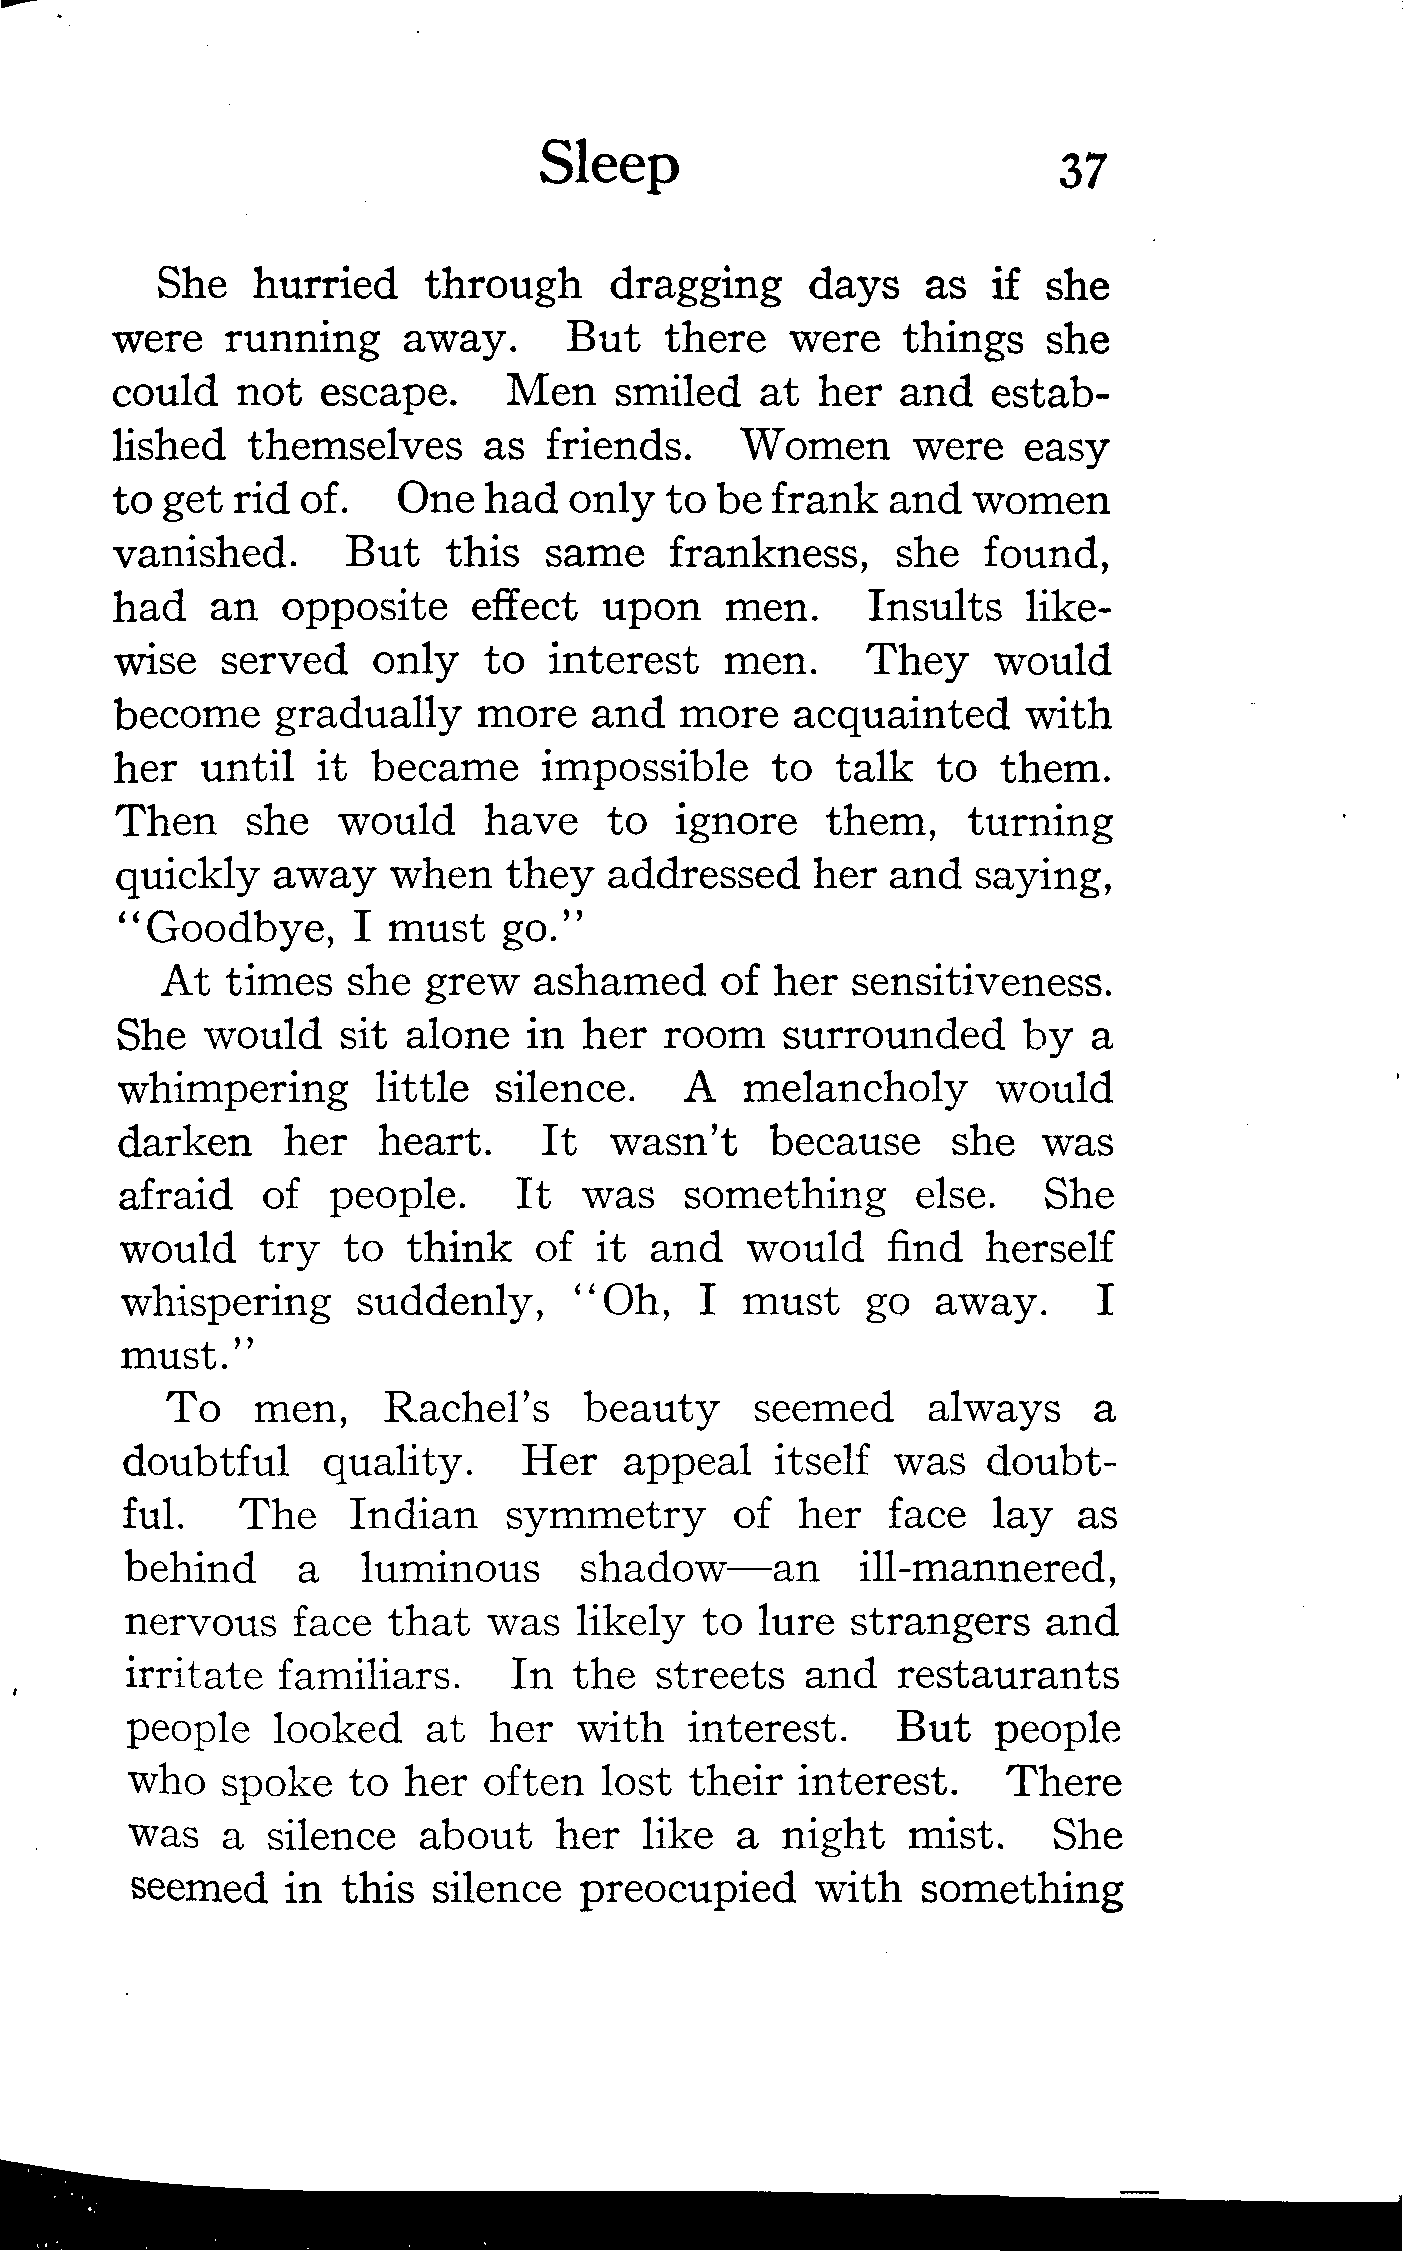 Sleep 37
She hurried through dragging days as if she
were running away. But there were things she
could not escape. Men smiled at her and estab-
lished themselves as friends. Women were easy
to get rid of. One had only to be frank and women
vanished. But this same frankness, she found,
had an opposite effect upon men. Insults like-
wise served only to interest men. They would
become gradually more and more acquainted with
her until it became impossible to talk to them.
Then she would have to ignore them, turning
quickly away when they addressed her and saying,
"Goodbye, I must go."
At times she grew ashamed of her sensitiveness.
She would sit alone in her room surrounded by a
whimpering little silence. A melancholy would
darken her heart. It wasn't because she was
afraid of people. It was something else. She
would try to think of it and would find herself
whispering suddenly, "Oh, I must go away. I
must."
To men, Rachel's beauty seemed always a
doubtful quality. Her appeal itself was doubt-
ful. The Indian symmetry of her face lay as
behind a luminous shadow—an ill-mannered,
nervous face that was likely to lure strangers and
irritate familiars. In the streets and restaurants
people looked at her with interest. But people
who spoke to her often lost their interest. There
was a silence about her like a night mist. She
seemed in this silence preocupied with something